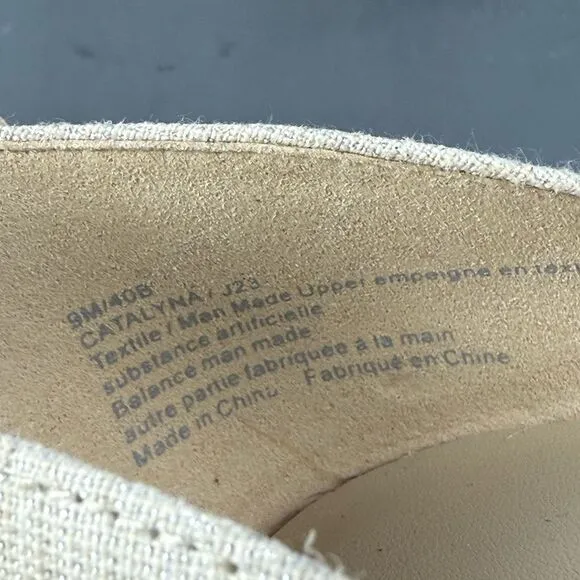 9M/40B
CATALYNA / J23
Textile / Man Made Upper empeigne en text
substance artificielle
Balance man made
autre partie fabriquée à la main
Made in China Fabriqué en Chine